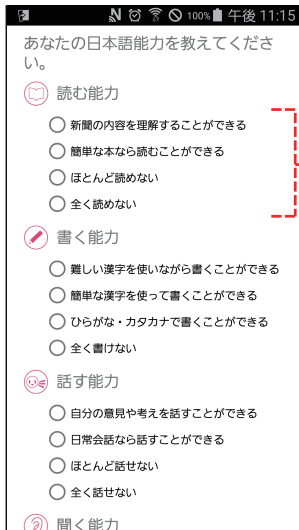 100% 午後 11:15
あなたの日本語能力を教えてくださ
い。
読む能力
新聞の内容を理解することができる
簡単な本なら読むことができる
ほとんど読めない
全く読めない
書く能力
難しい漢字を使いながら書くことができる
簡単な漢字を使って書くことができる
ひらがな・カタカナで書くことができる
全く書けない
話す能力
自分の意見や考えを話すことができる
日常会話なら話すことができる
ほとんど話せない
全く話せない
聞く能力